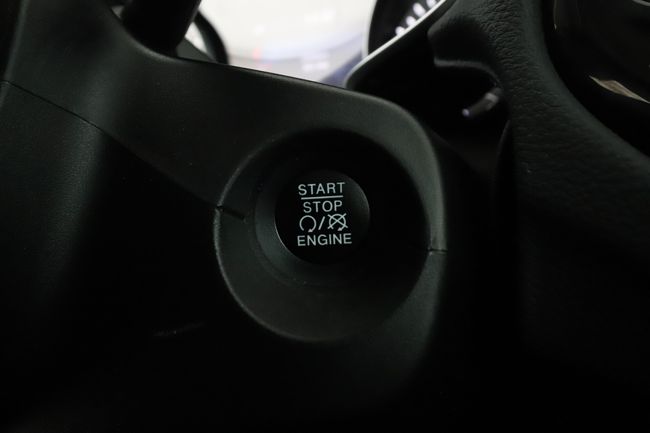 START
STOP
/
ENGINE